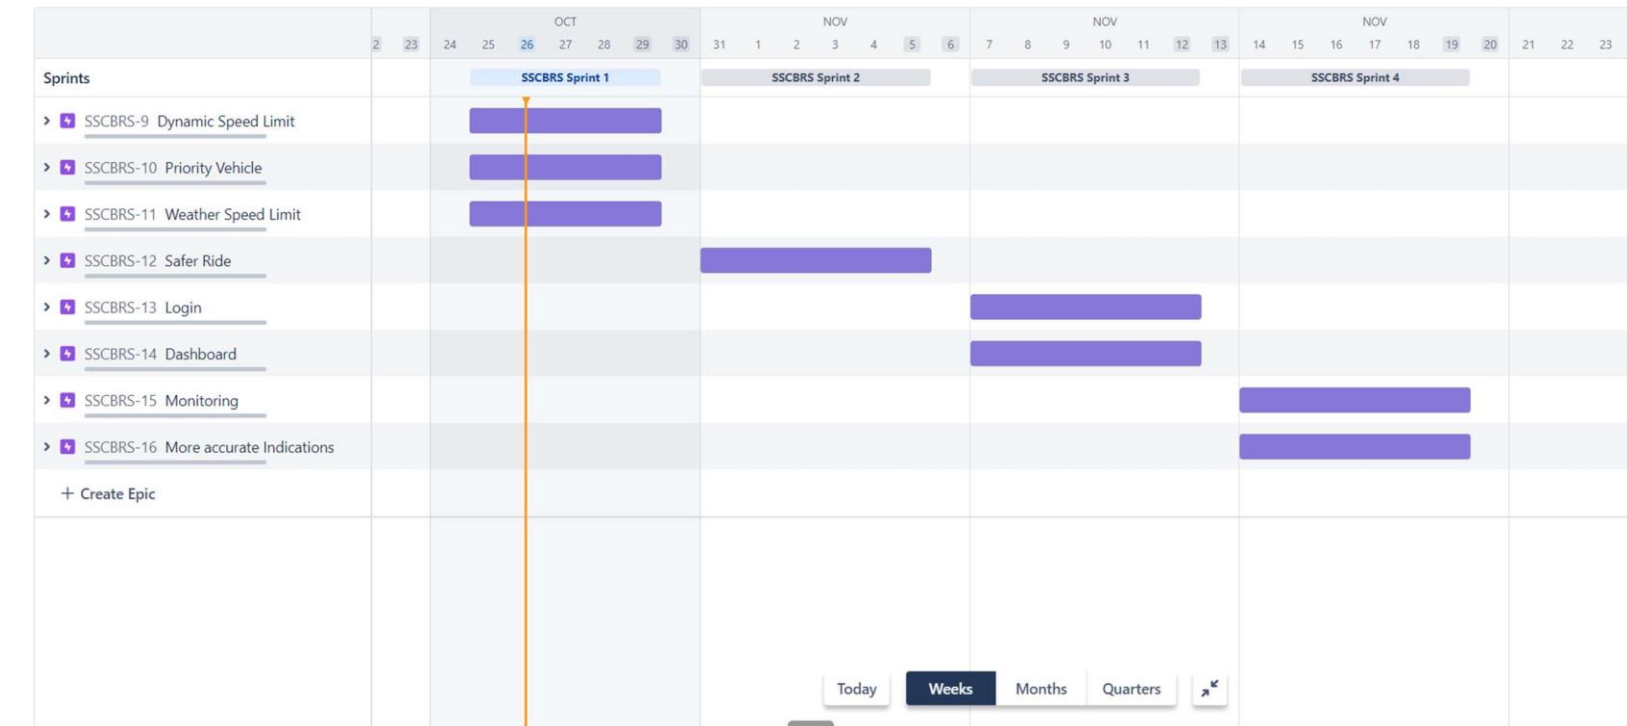 OCT NOV NOV NOV
2 23 24 25 26 27 28 29 30 31 1 2 3 4 5 6 7 8 9 10 11 12 13 14 15 16 17 18 19 20 21 22 23
Sprints SSCBRS Sprint 1 SSCBRS Sprint 2 SSCBRS Sprint 3 SSCBRS Sprint 4
SSCBRS-9 Dynamic Speed Limit
SSCBRS-10 Priority Vehicle
SSCBRS-11 Weather Speed Limit
SSCBRS-12 Safer Ride
SSCBRS-13 Login
SSCBRS-14 Dashboard
SSCBRS-15 Monitoring
SSCBRS-16 More accurate Indications
+ Create Epic
Today Weeks Months Quarters